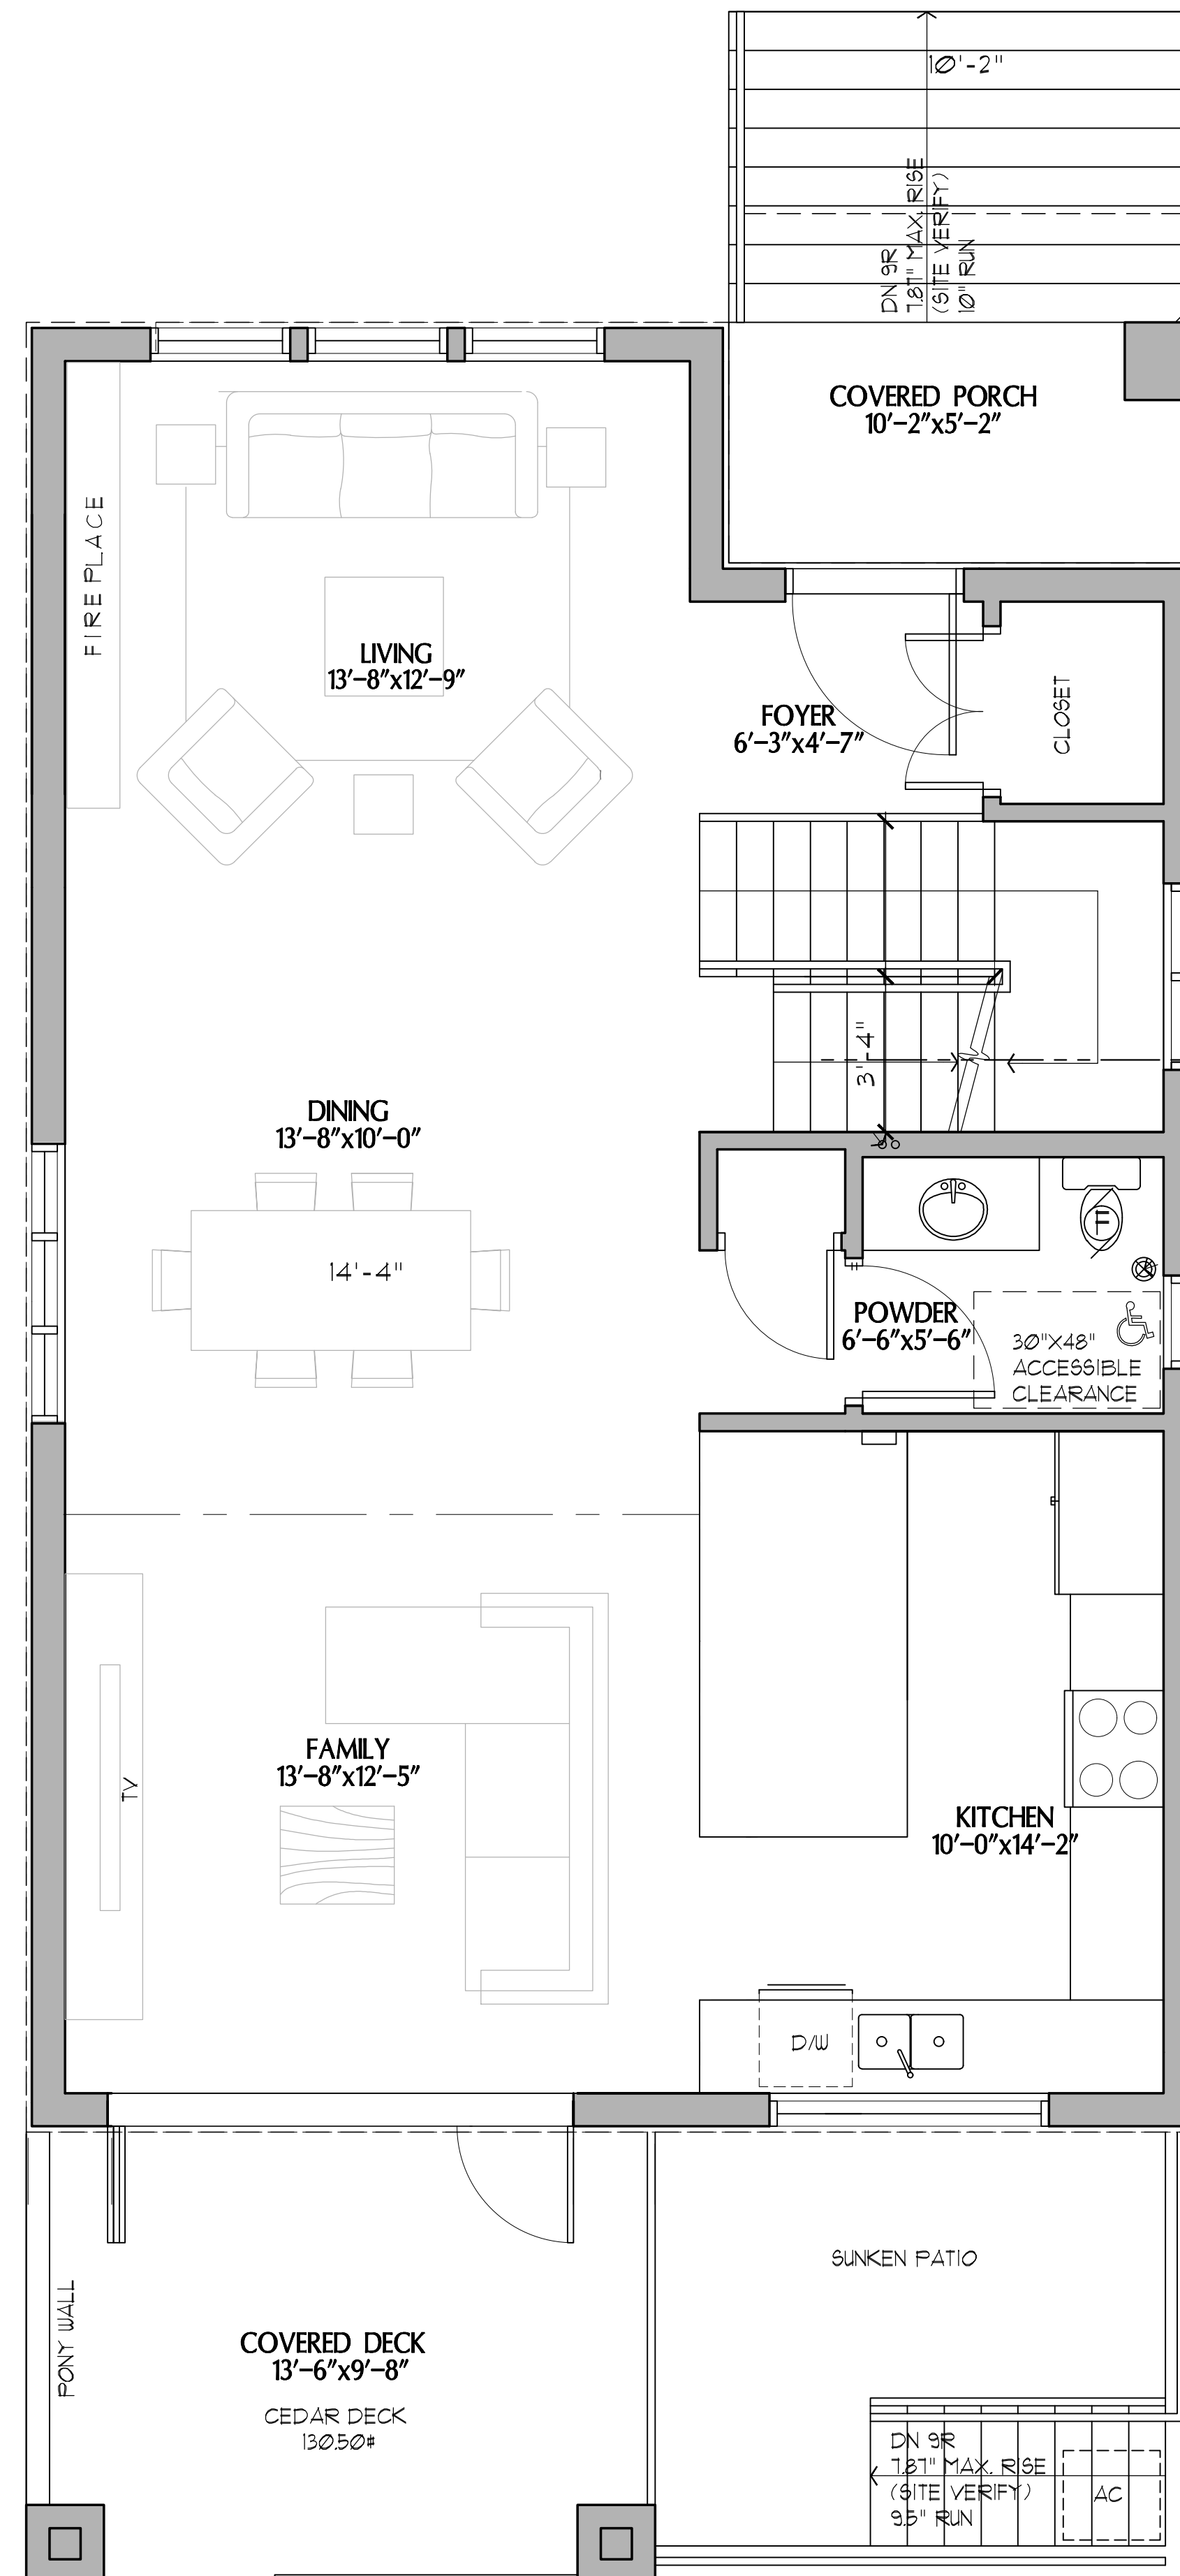 10'-2"
DN 9R
7.87" MAX. RISE
(SITE VERIFY)
10" RUN
COVERED PORCH
10'-2"x5'-2"
FIREPLACE
LIVING
13'-8"x12'-9"
FOYER
6'-3"x4'-7"
CLOSET
3'-4"
DINING
13'-8"x10'-0"
14'-4"
F
POWDER
6'-6"x5'-6"
30"X48"
ACCESSIBLE
CLEARANCE
FAMILY
13'-8"x12'-5"
TV
KITCHEN
10'-0"x14'-2"
D/W
SUNKEN PATIO
PONY WALL
COVERED DECK
13'-6"x9'-8"
CEDAR DECK
130.50#
DN 9R
7.87" MAX. RISE
(SITE VERIFY)
9.5" RUN
AC